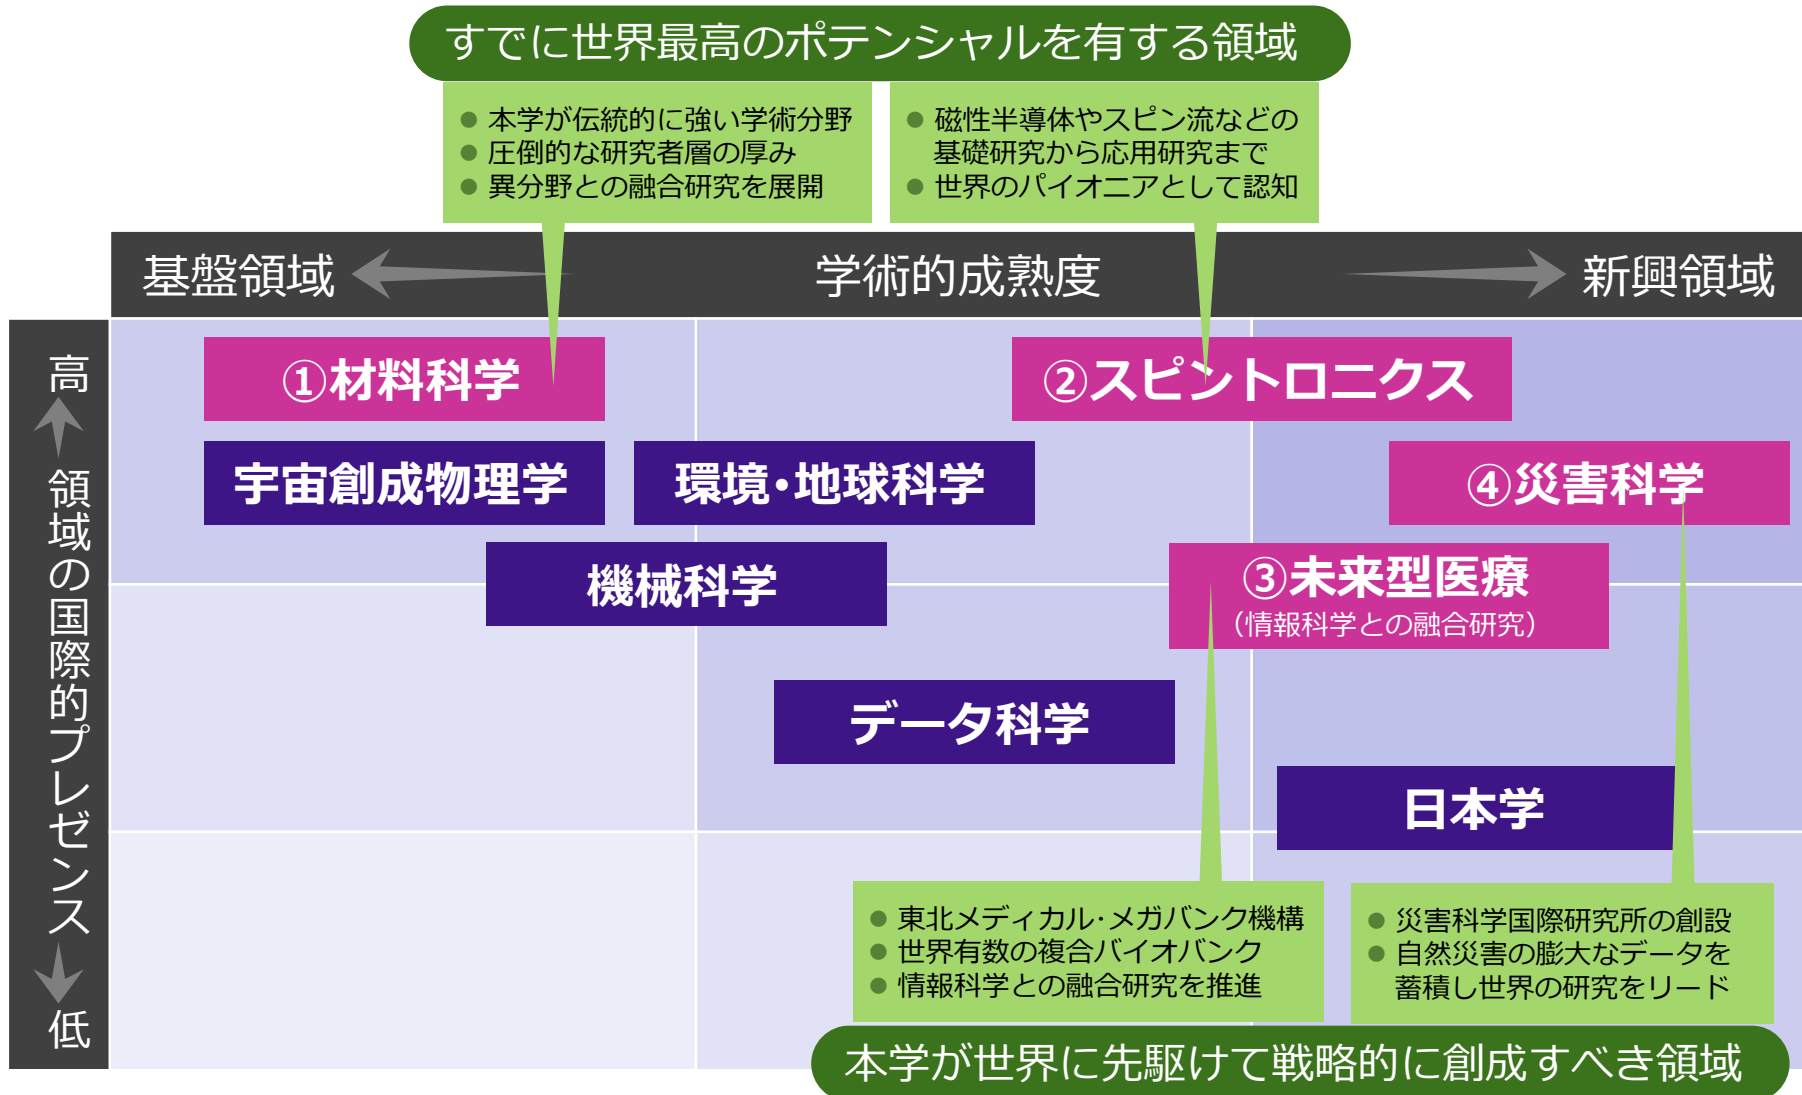 すでに世界最高のポテンシャルを有する領域
● 本学が伝統的に強い学術分野
● 圧倒的な研究者層の厚み
● 異分野との融合研究を展開
● 磁性半導体やスピン流などの
基礎研究から応用研究まで
● 世界のパイオニアとして認知
基盤領域
学術的成熟度
新興領域
高
領域の国際的プレゼンス
低
①材料科学
②スピントロニクス
宇宙創成物理学
環境・地球科学
④災害科学
機械科学
③未来型医療
（情報科学との融合研究）
データ科学
日本学
● 東北メディカル・メガバンク機構
● 世界有数の複合バイオバンク
● 情報科学との融合研究を推進
● 災害科学国際研究所の創設
● 自然災害の膨大なデータを
蓄積し世界の研究をリード
本学が世界に先駆けて戦略的に創成すべき領域